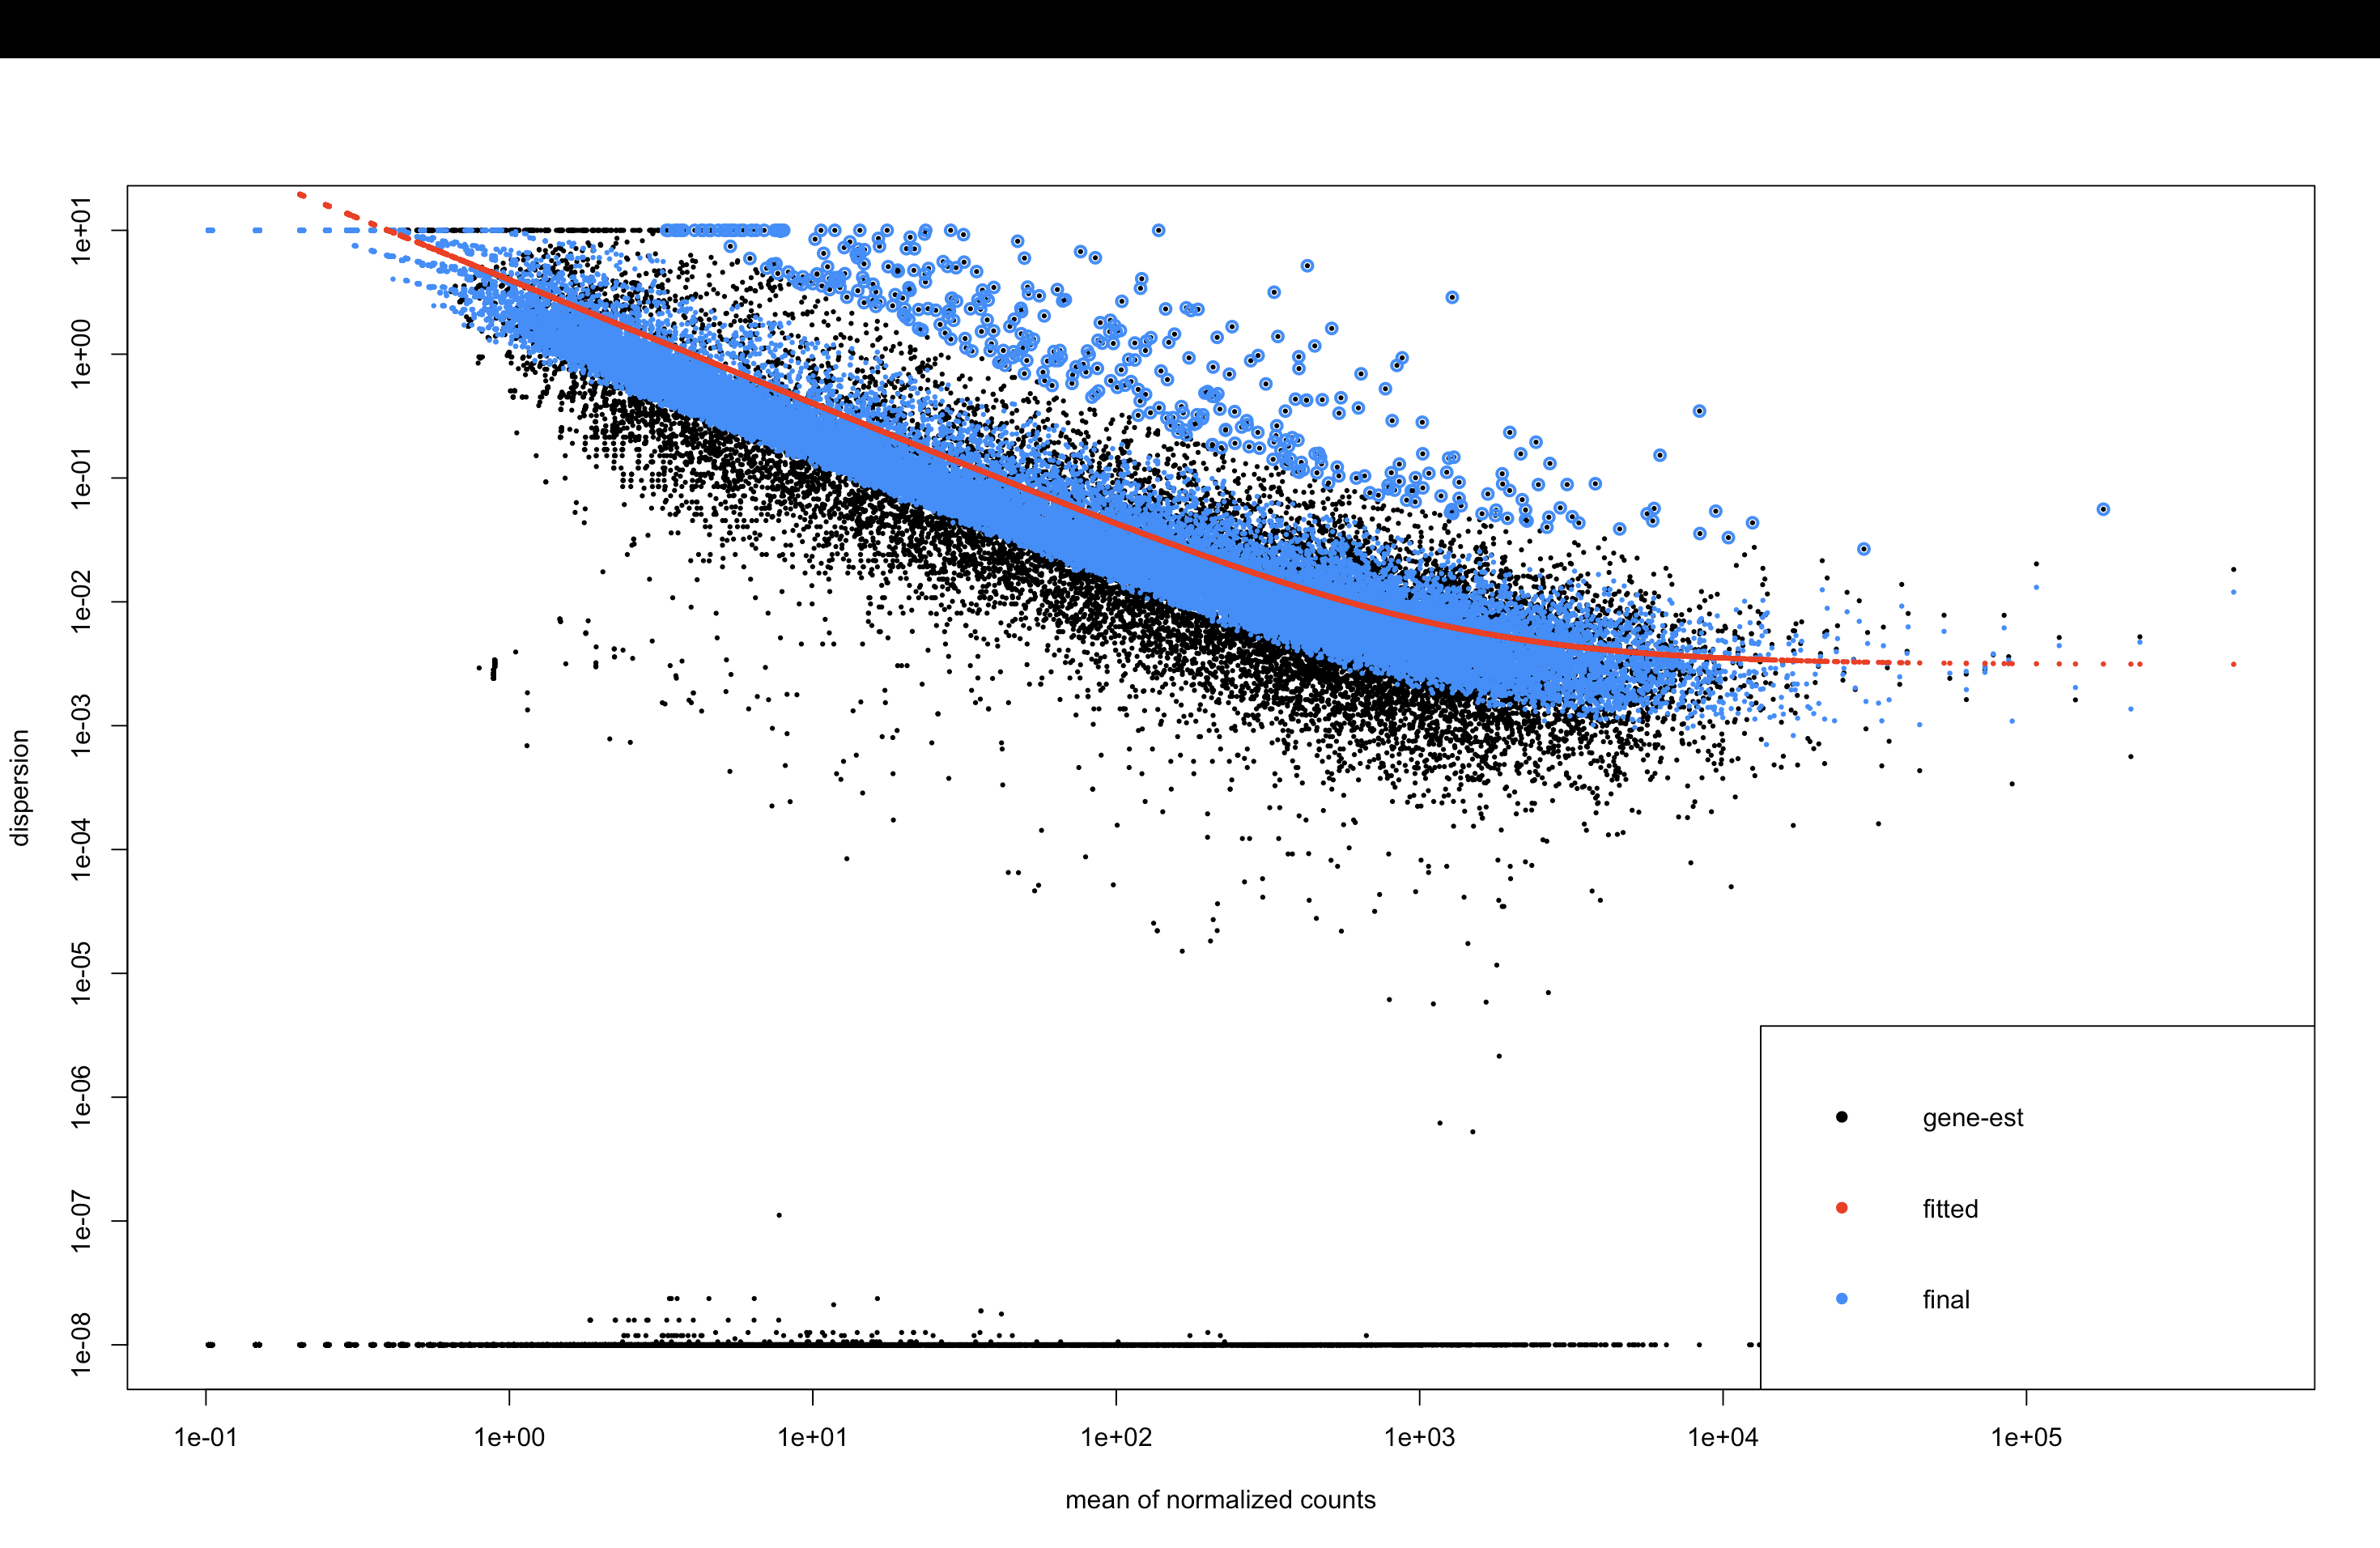 dispersion
1e+01
1e+00
1e-01
1e-02
1e-03
1e-04
1e-05
1e-06
1e-07
1e-08
gene-est
fitted
final
1e-01 1e+00 1e+01 1e+02 1e+03 1e+04 1e+05
mean of normalized counts